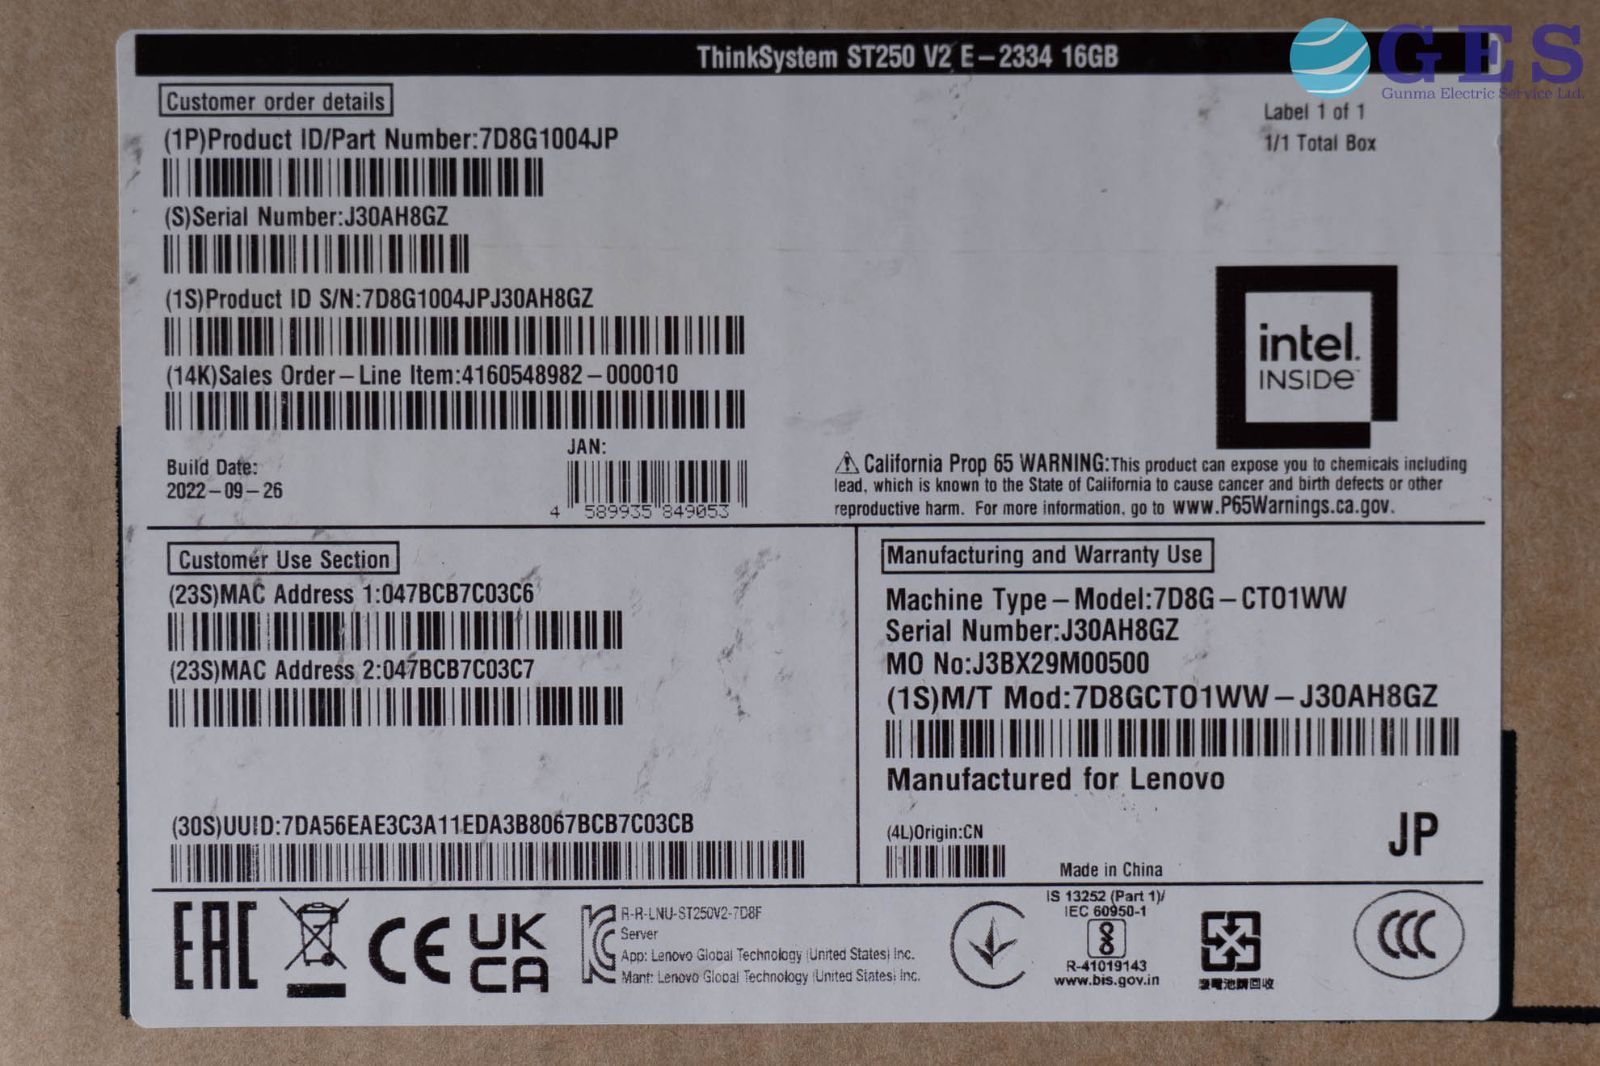 ThinkSystem ST250 V2 E-2334 16GB
GES
Gunma Electric Service Ltd.
Customer order details
Label 1 of 1
1/1 Total Box
(1P)Product ID/Part Number:7D8G1004JP
(S)Serial Number:J30AH8GZ
(1S)Product ID S/N:7D8G1004JPJ30AH8GZ
(14K)Sales Order-Line Item:4160548982-000010
intel.
INSIDE
Build Date:
2022-09-26
JAN:
4 589935 849053
California Prop 65 WARNING:This product can expose you to chemicals including
lead, which is known to the State of California to cause cancer and birth defects or other
reproductive harm. For more information, go to www.P65Warnings.ca.gov.
Customer Use Section
(23S)MAC Address 1:047BCB7C03C6
(23S)MAC Address 2:047BCB7C03C7
(30S)UUID:7DA56EAE3C3A11EDA3B8067BCB7C03CB
Manufacturing and Warranty Use
Machine Type-Model:7D8G-CTO1WW
Serial Number:J30AH8GZ
MO No:J3BX29M00500
(1S)M/T Mod:7D8GCTO1WW-J30AH8GZ
Manufactured for Lenovo
(4L)Origin:CN
Made in China
JP
EAC
CE
UK
CA
R-R-LNU-ST250V2-7D8F
Server
App: Lenovo Global Technology (United States) Inc.
Manf: Lenovo Global Technology (United States) Inc.
IS 13252 (Part 1)/
IEC 60950-1
R-41019143
www.bis.gov.in
廢電池請回收
CCC